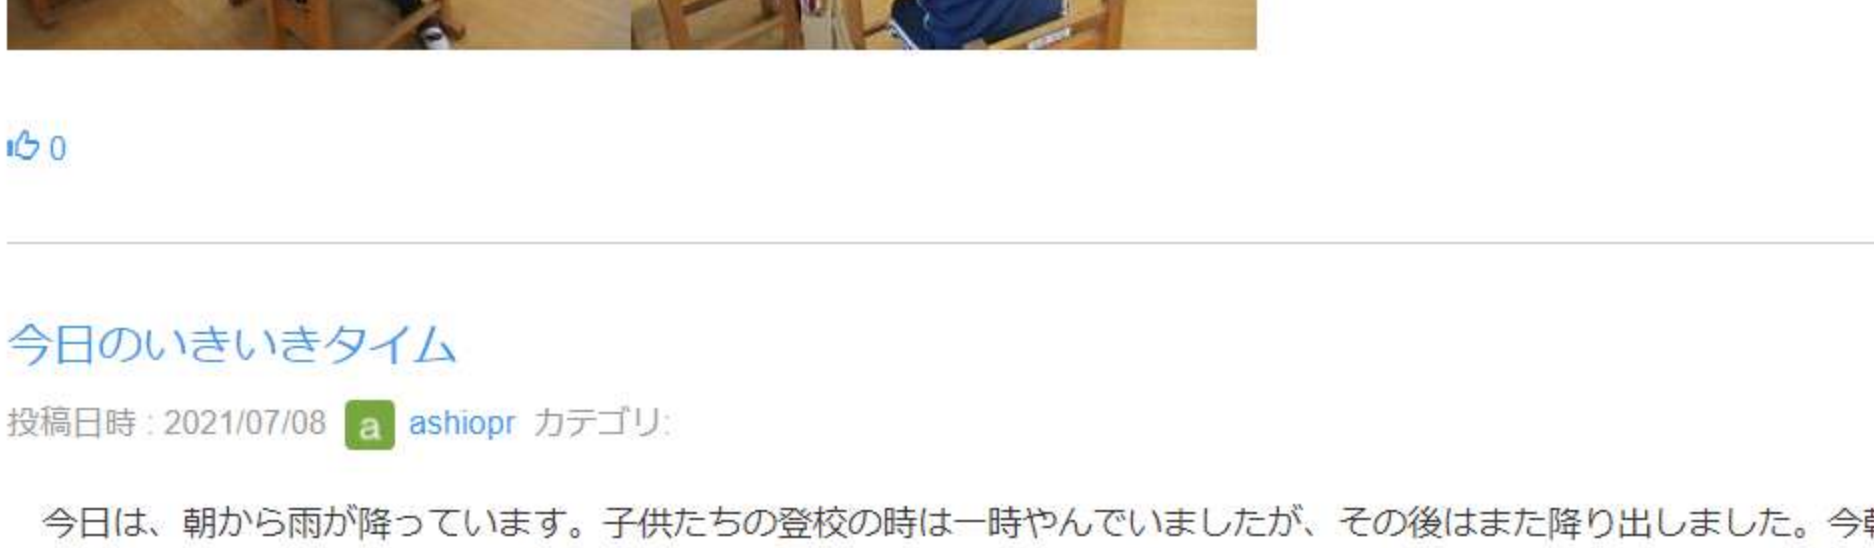 0
今日のいきいきタイム
投稿日時 : 2021/07/08 a ashiopr カテゴリ:
今日は、朝から雨が降っています。子供たちの登校の時は一時やんでいましたが、その後はまた降り出しました。今